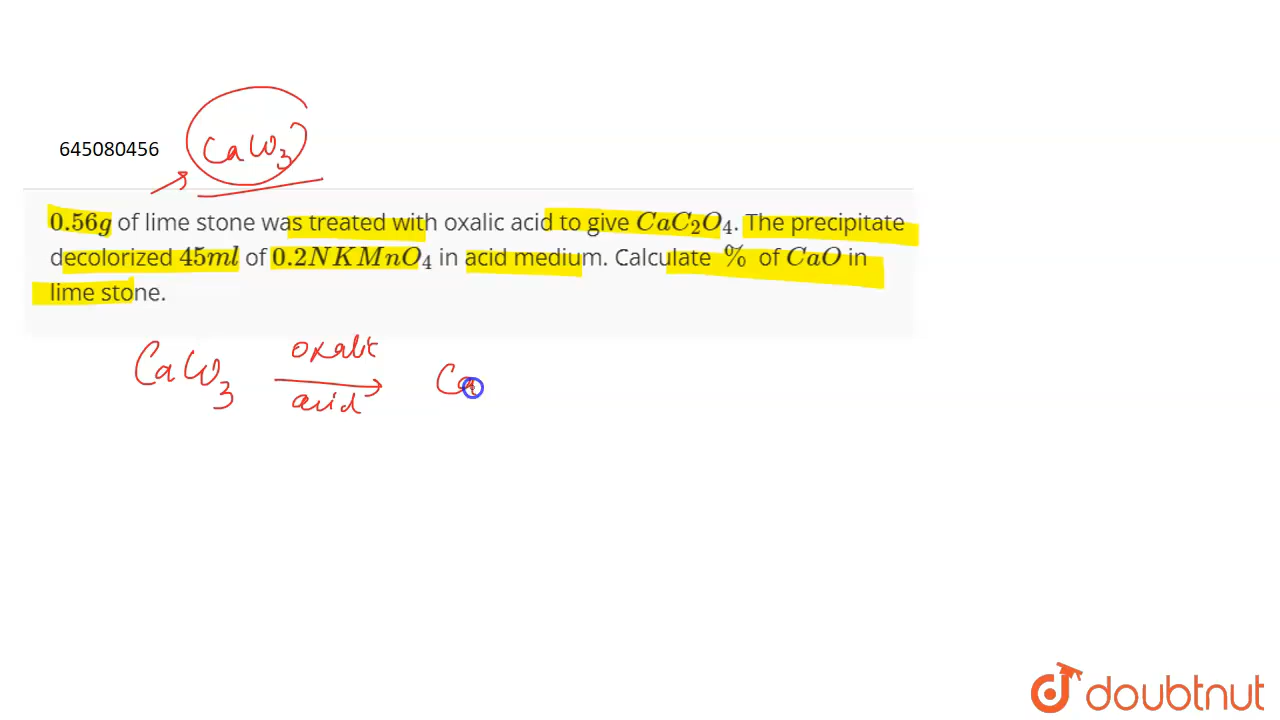 CaCO3
645080456
0.56g of lime stone was treated with oxalic acid to give CaC2O4. The precipitate
decolorized 45ml of 0.2NKMnO4 in acid medium. Calculate % of CaO in
lime stone.
CaCO3 oxalic acid Ca
doubtnut